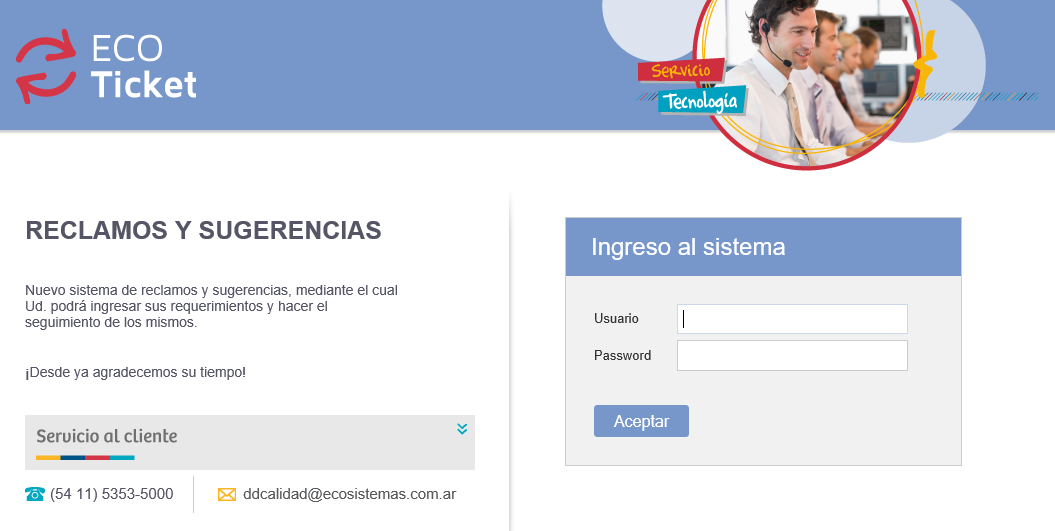 ECO
Ticket
Servicio
Tecnología
RECLAMOS Y SUGERENCIAS
Nuevo sistema de reclamos y sugerencias, mediante el cual
Ud. podrá ingresar sus requerimientos y hacer el
seguimiento de los mismos.
¡Desde ya agradecemos su tiempo!
Servicio al cliente
(54 11) 5353-5000
ddcalidad@ecosistemas.com.ar
Ingreso al sistema
Usuario
Password
Aceptar